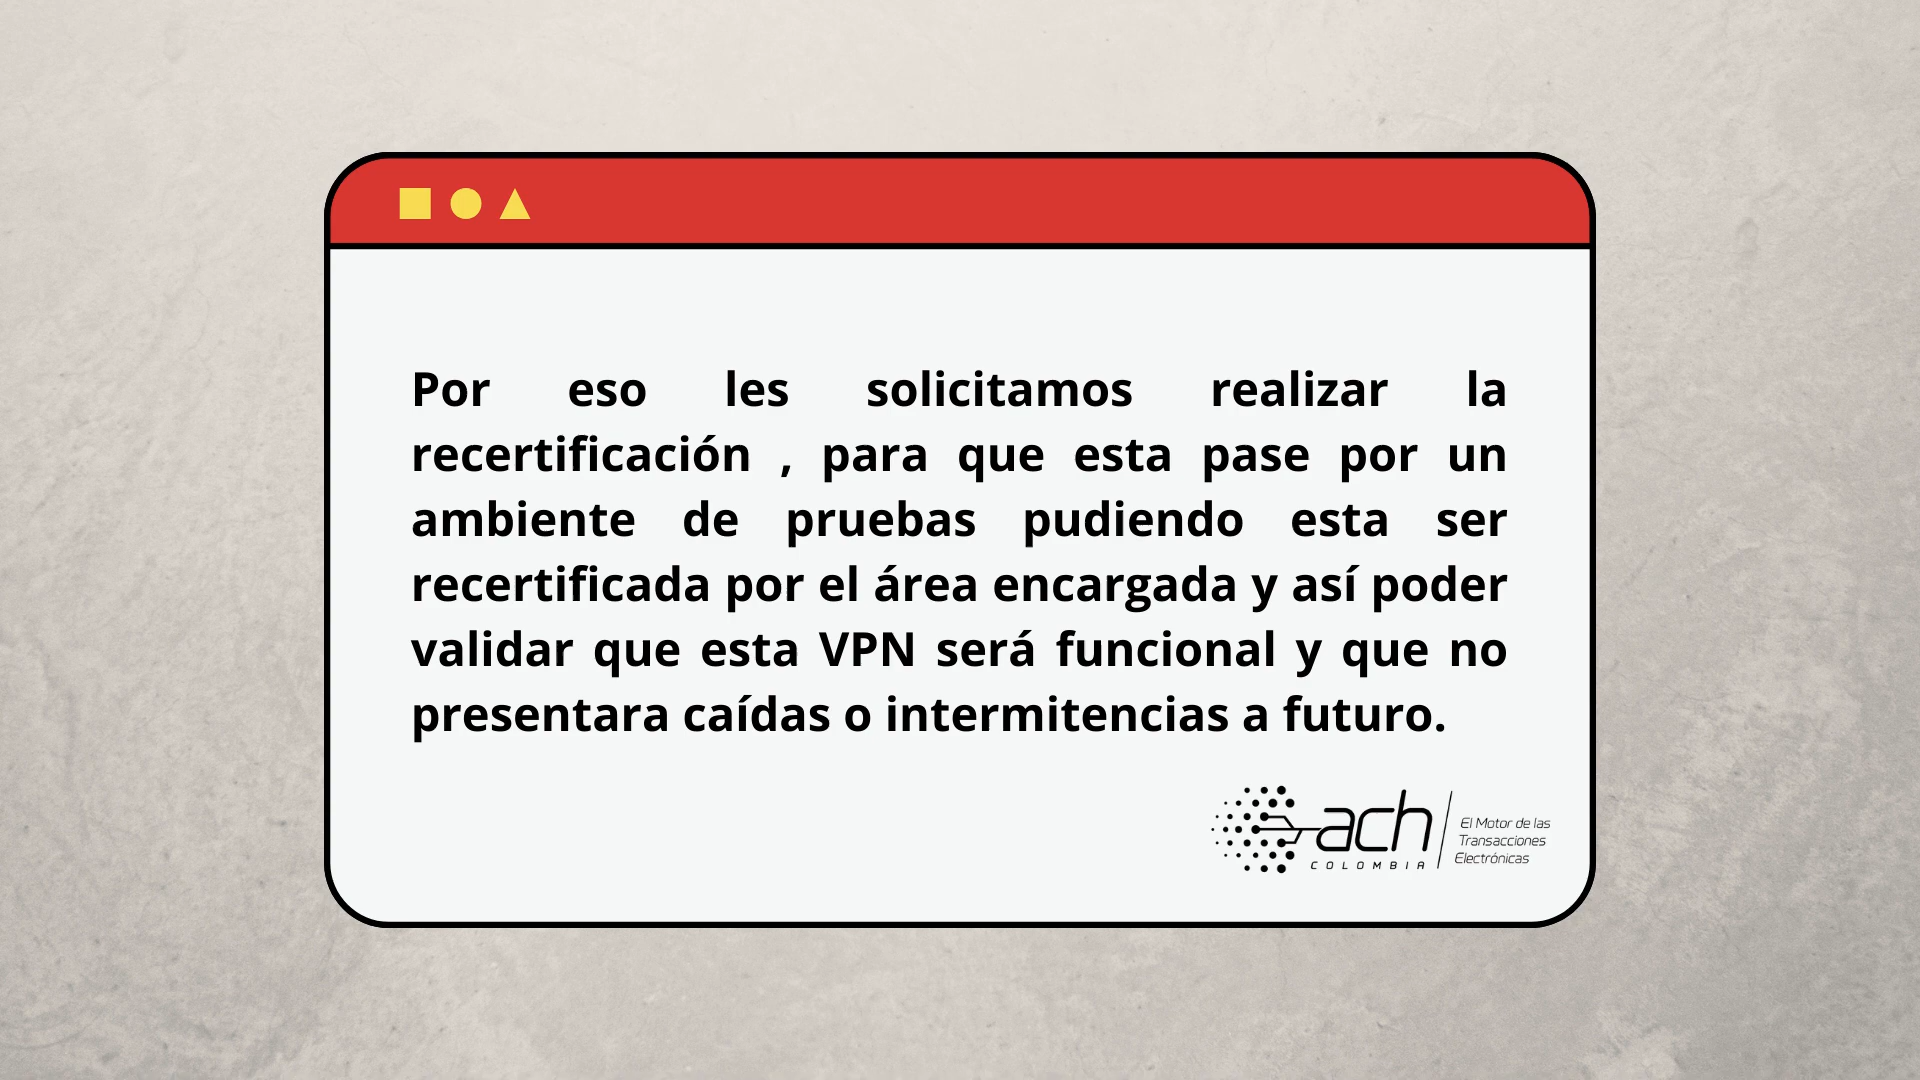 Por eso les solicitamos realizar la
recertificación , para que esta pase por un
ambiente de pruebas pudiendo esta ser
recertificada por el área encargada y así poder
validar que esta VPN será funcional y que no
presentara caídas o intermitencias a futuro.
ach
COLOMBIA
El Motor de las
Transacciones
Electrónicas